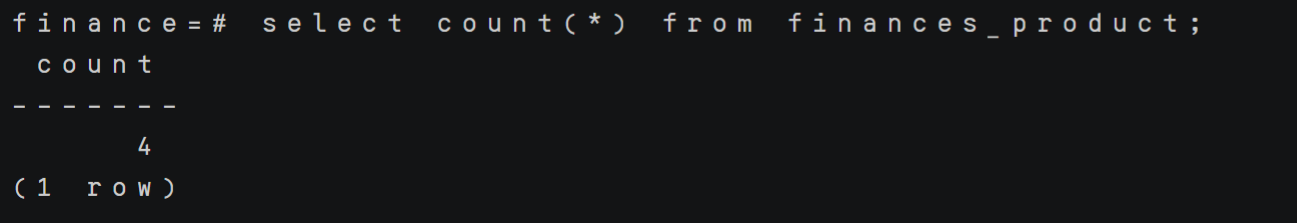 finance=# select count(*) from finances_product;
 count
-------
     4
(1 row)